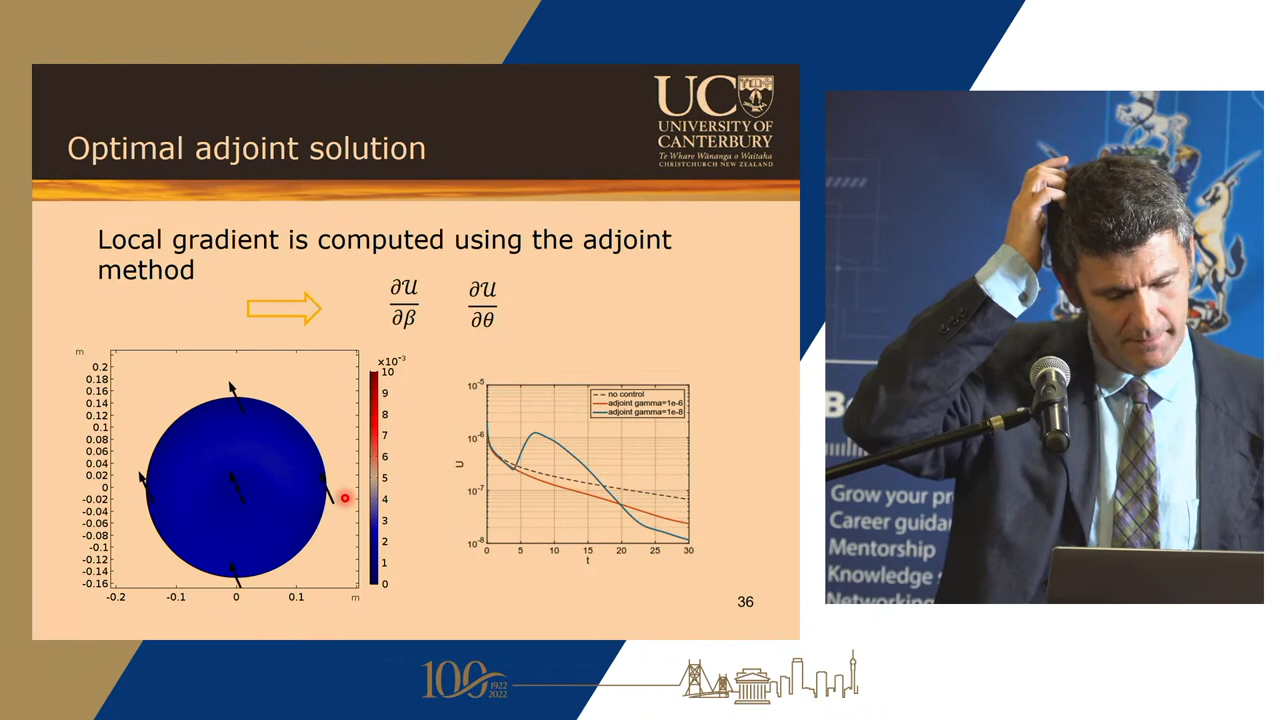 UC
UNIVERSITY OF
CANTERBURY
Te Whare Wānanga o Waitaha
CHRISTCHURCH NEW ZEALAND
Optimal adjoint solution
Local gradient is computed using the adjoint
method
∂𝒰
∂β
∂𝒰
∂θ
m
0.2
0.18
0.16
0.14
0.12
0.1
0.08
0.06
0.04
0.02
0
-0.02
-0.04
-0.06
-0.08
-0.1
-0.12
-0.14
-0.16
-0.2
-0.1
0
0.1
m
×10⁻³
10
9
8
7
6
5
4
3
2
1
0
no control
adjoint gamma=1e-6
adjoint gamma=1e-8
10⁻⁵
10⁻⁶
10⁻⁷
10⁻⁸
U
0 5 10 15 20 25 30
t
36
Grow your
Career
Mentorship
Knowledge
Networking
100
1922
2022